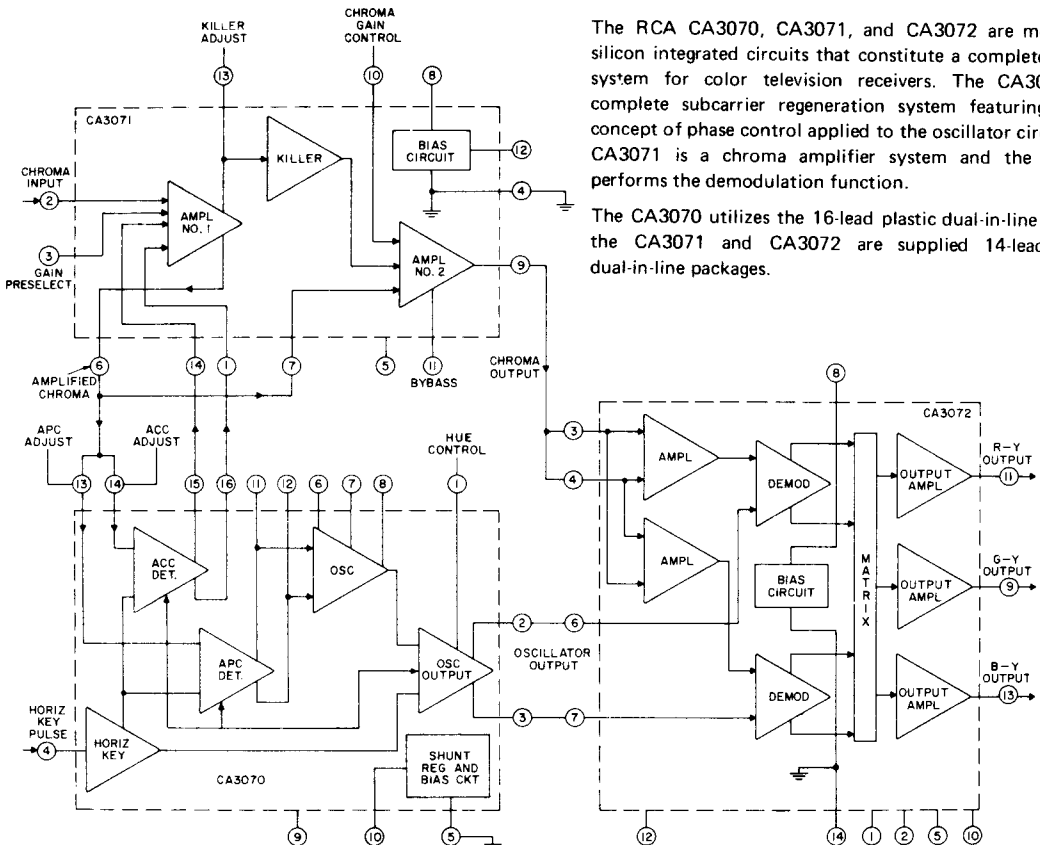 The RCA CA3070, CA3071, and CA3072 are m
silicon integrated circuits that constitute a complete
system for color television receivers. The CA30
complete subcarrier regeneration system featuring
concept of phase control applied to the oscillator cir
CA3071 is a chroma amplifier system and the
performs the demodulation function.
The CA3070 utilizes the 16-lead plastic dual-in-line
the CA3071 and CA3072 are supplied 14-lead
dual-in-line packages.
KILLER
ADJUST
13
CHROMA
GAIN
CONTROL
10
8
CA3071
KILLER
BIAS
CIRCUIT
12
4
CHROMA
INPUT
2
AMPL
NO. 1
3
GAIN
PRESELECT
AMPL
NO. 2
9
6
14
1
7
5
11
BYBASS
AMPLIFIED
CHROMA
CHROMA
OUTPUT
APC
ADJUST
ACC
ADJUST
13
14
15
16
11
12
6
7
8
HUE
CONTROL
1
ACC
DET.
OSC
APC
DET.
OSC
OUTPUT
2
6
OSCILLATOR
OUTPUT
3
7
HORIZ
KEY
PULSE
4
HORIZ
KEY
CA3070
SHUNT
REG AND
BIAS CKT
9
10
5
8
CA3072
3
4
AMPL
AMPL
DEMOD
BIAS
CIRCUIT
DEMOD
MATRIX
OUTPUT
AMPL
R-Y
OUTPUT
11
OUTPUT
AMPL
G-Y
OUTPUT
9
OUTPUT
AMPL
B-Y
OUTPUT
13
12
14
1
2
5
10